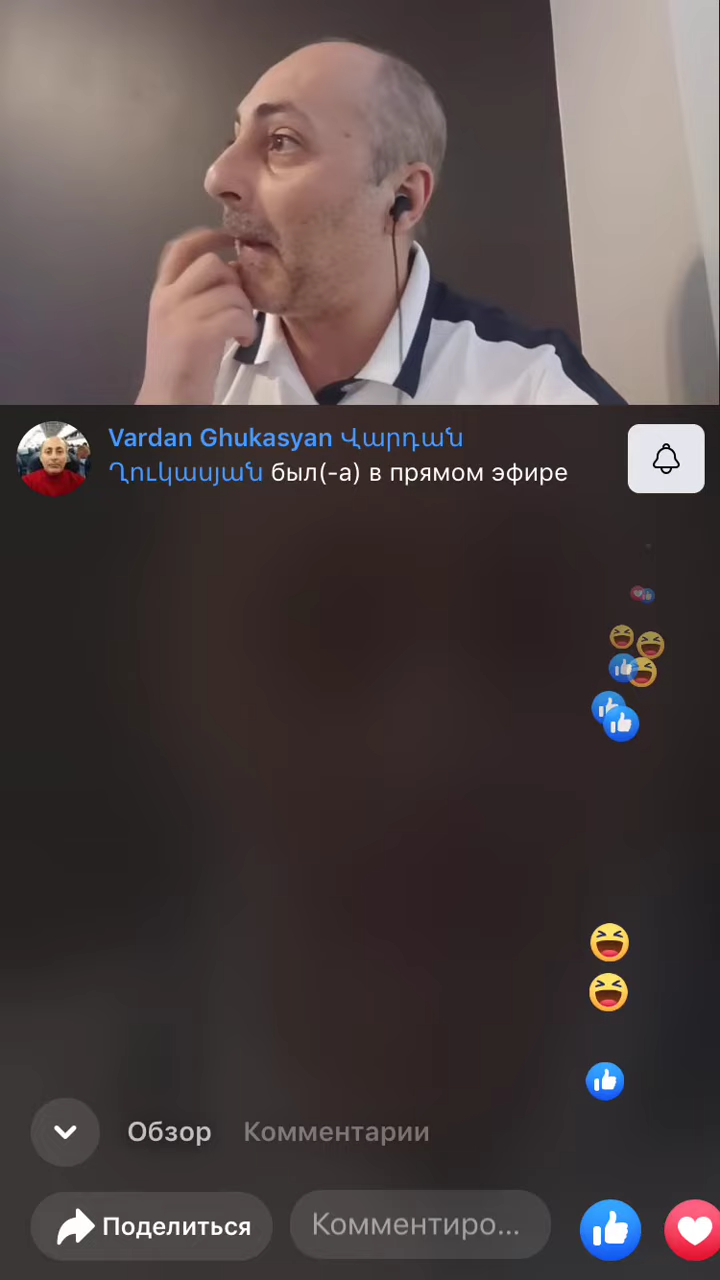 Vardan Ghukasyan Վարդան
Ղուկասյան был(-а) в прямом эфире
Обзор Комментарии
Поделиться Комментиро...